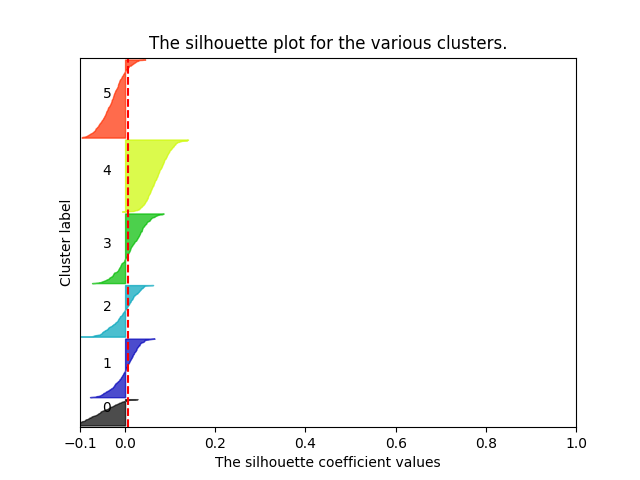 The silhouette plot for the various clusters.
Cluster label
5
4
3
2
1
0
−0.1 0.0 0.2 0.4 0.6 0.8 1.0
The silhouette coefficient values